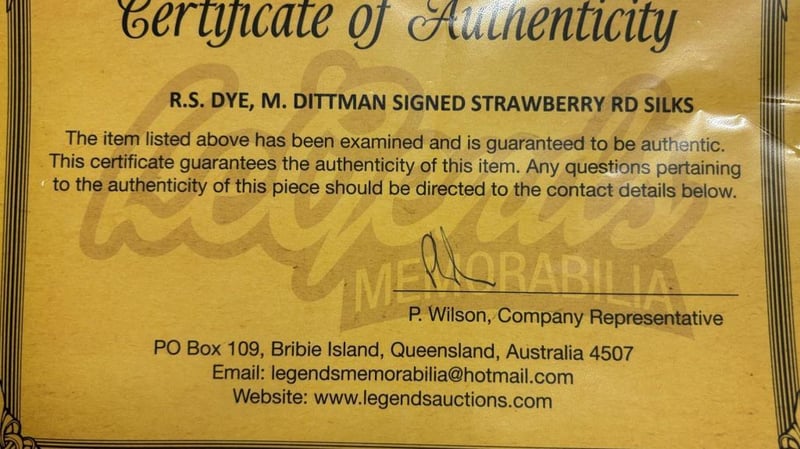 Certificate of Authenticity
R.S. DYE, M. DITTMAN SIGNED STRAWBERRY RD SILKS
The item listed above has been examined and is guaranteed to be authentic.
This certificate guarantees the authenticity of this item. Any questions pertaining
to the authenticity of this piece should be directed to the contact details below.
Legends
MEMORABILIA
P. Wilson, Company Representative
PO Box 109, Bribie Island, Queensland, Australia 4507
Email: legendsmemorabilia@hotmail.com
Website: www.legendsauctions.com